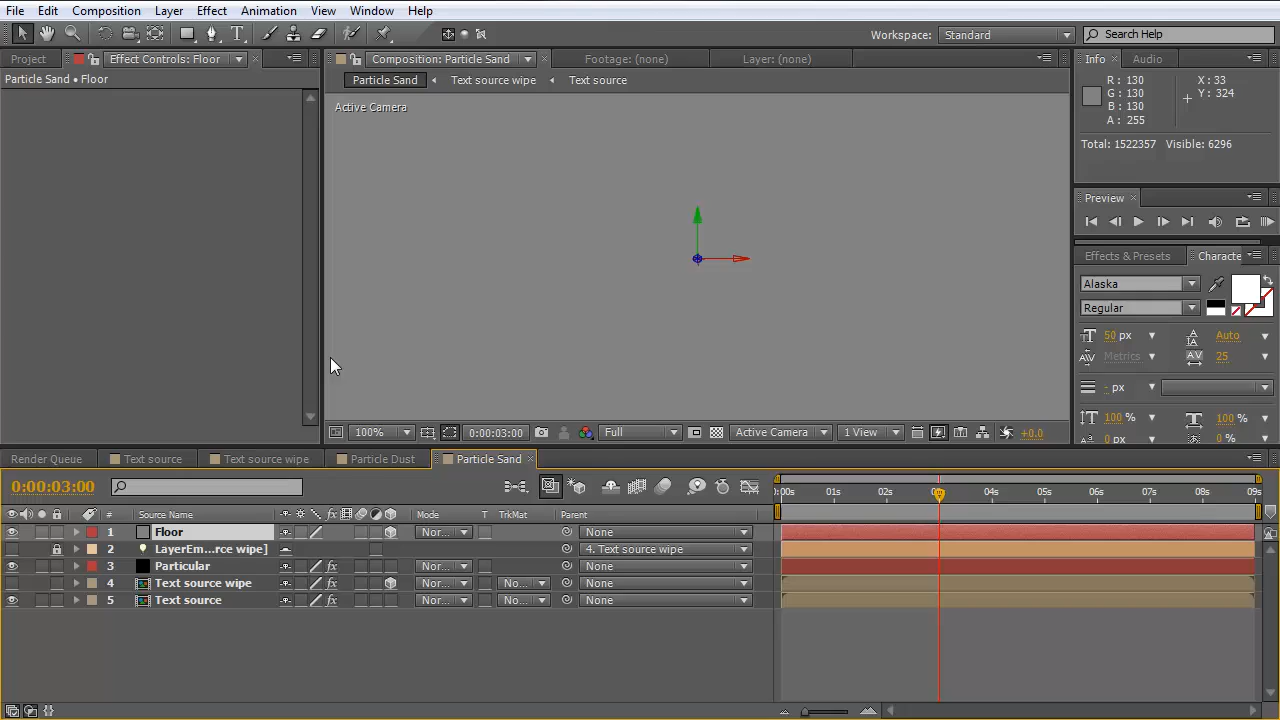 File Edit Composition Layer Effect Animation View Window Help
Workspace: Standard Search Help
Project Effect Controls: Floor Composition: Particle Sand Footage: (none) Layer: (none) Info Audio
Particle Sand • Floor Particle Sand Text source wipe Text source
Active Camera
R : 130 X : 33
G : 130 Y : 324
B : 130
A : 255
Total: 1522357 Visible: 6296
Preview
Effects & Presets Characte
Alaska
Regular
50 px Auto
Metrics 25
- px
100 % 100 %
0 px 0 %
100% 0:00:03:00 Full Active Camera 1 View +0.0
Render Queue Text source Text source wipe Particle Dust Particle Sand
0:00:03:00 :00s 01s 02s 03s 04s 05s 06s 07s 08s 09s
# Source Name fx Mode T TrkMat Parent
1 Floor Nor... None
2 LayerEm...rce wipe] 4. Text source wipe
3 Particular fx Nor... None
4 Text source wipe fx Nor... No... None
5 Text source fx Nor... No... None